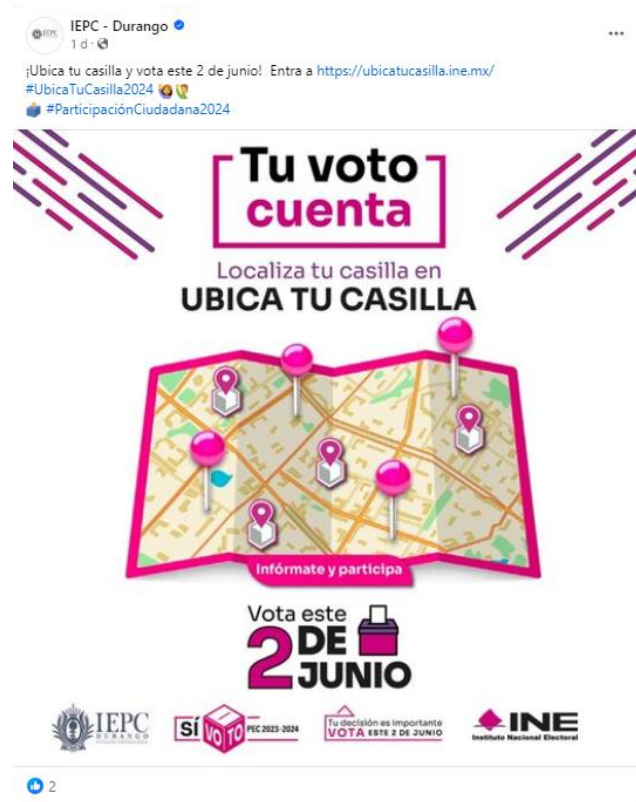 IEPC - Durango
1 d ·
¡Ubica tu casilla y vota este 2 de junio! Entra a https://ubicatucasilla.ine.mx/
#UbicaTuCasilla2024
#ParticipaciónCiudadana2024
Tu voto
cuenta
Localiza tu casilla en
UBICA TU CASILLA
Infórmate y participa
Vota este
2 DE
JUNIO
IEPC
DURANGO
SÍ VOTO PEC 2023-2024
Tu decisión es importante
VOTA ESTE 2 DE JUNIO
INE
Instituto Nacional Electoral
2